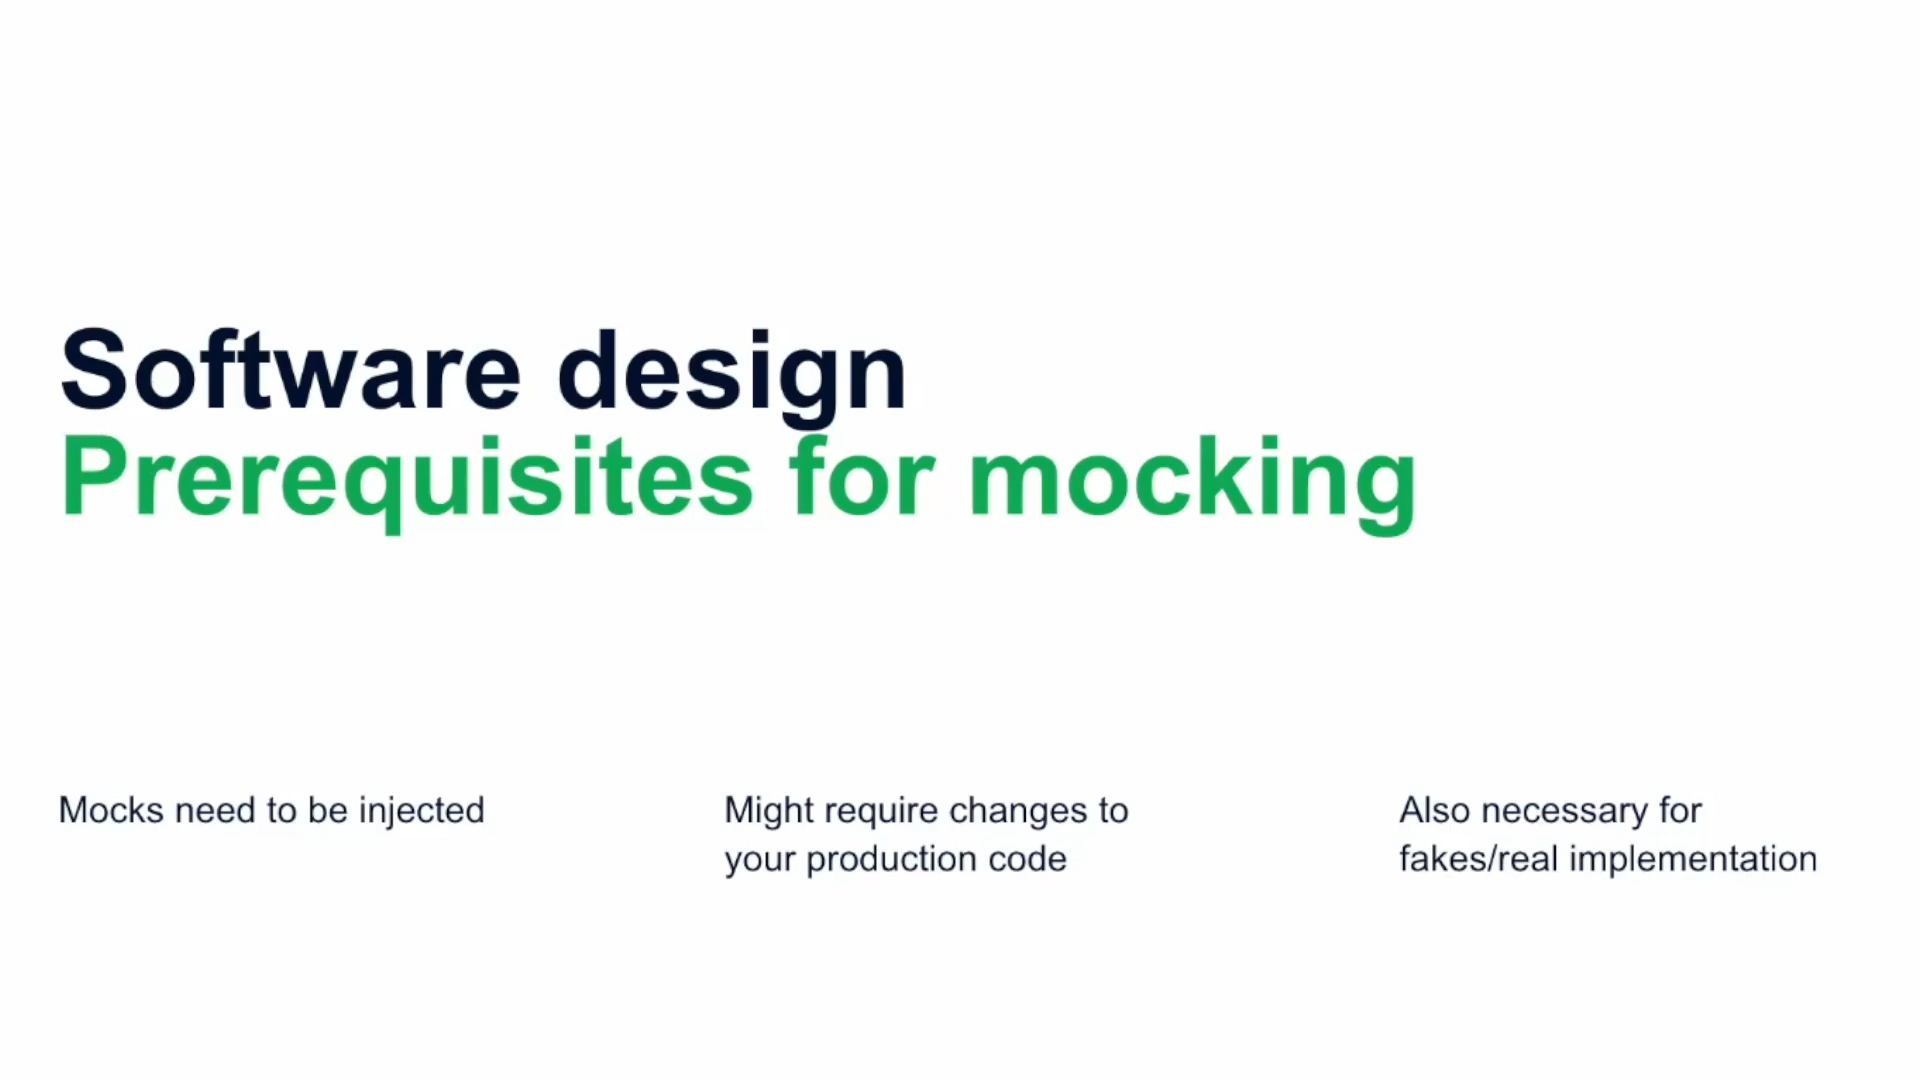 Software design
Prerequisites for mocking
Mocks need to be injected
Might require changes to
your production code
Also necessary for
fakes/real implementation